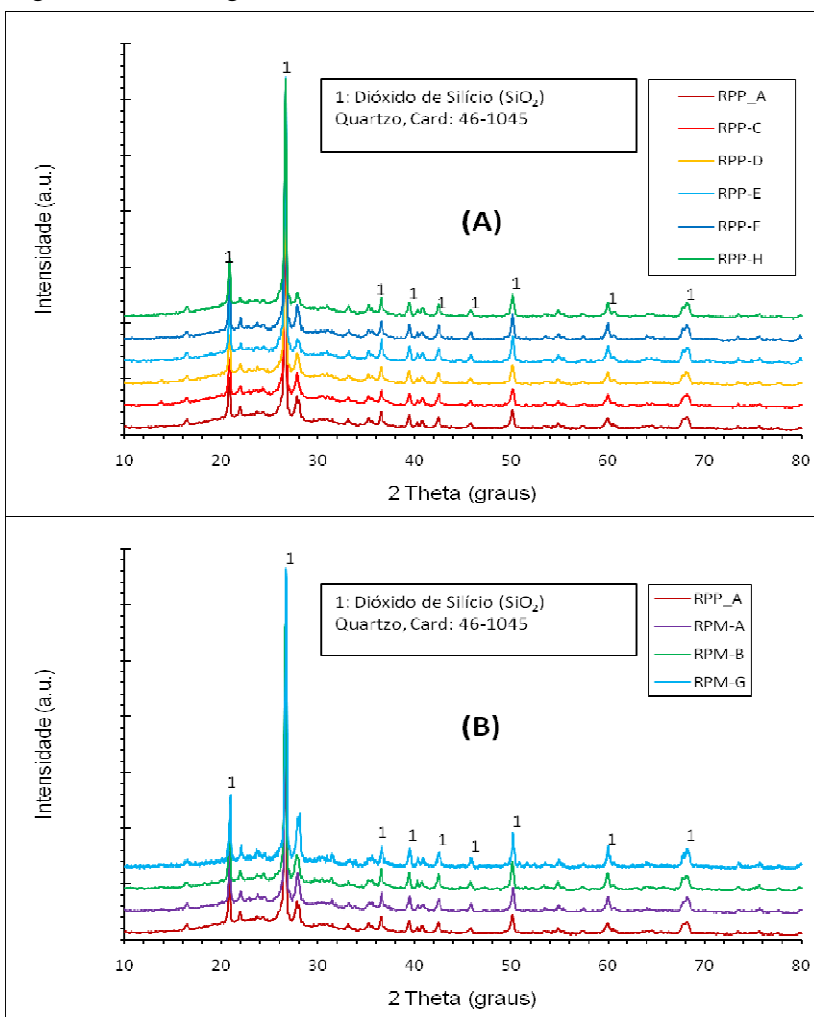 1
1: Dióxido de Silício (SiO₂)
Quartzo, Card: 46-1045
RPP_A
RPP-C
RPP-D
RPP-E
RPP-F
RPP-H
Intensidade (a.u.)
(A)
1
1 1 1 1 1 1 1
10 20 30 40 50 60 70 80
2 Theta (graus)
1
1: Dióxido de Silício (SiO₂)
Quartzo, Card: 46-1045
RPP_A
RPM-A
RPM-B
RPM-G
Intensidade (a.u.)
(B)
1
1 1 1 1 1 1 1
10 20 30 40 50 60 70 80
2 Theta (graus)